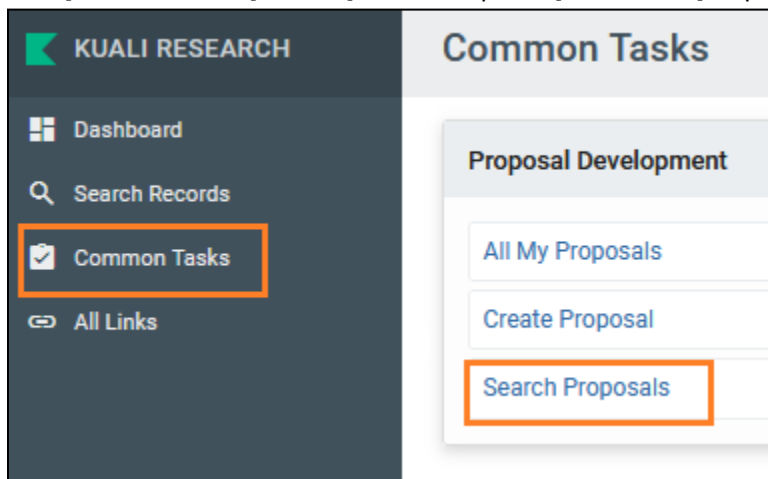 KUALI RESEARCH
Common Tasks
Dashboard
Search Records
Common Tasks
All Links
Proposal Development
All My Proposals
Create Proposal
Search Proposals